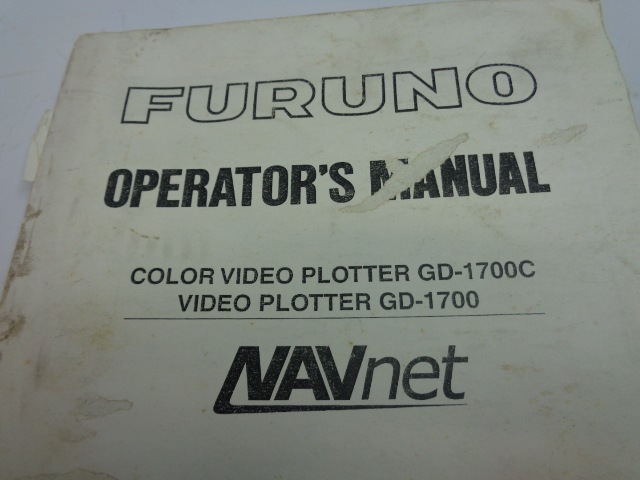 FURUNO
OPERATOR'S MANUAL
COLOR VIDEO PLOTTER GD-1700C
VIDEO PLOTTER GD-1700
NAVnet